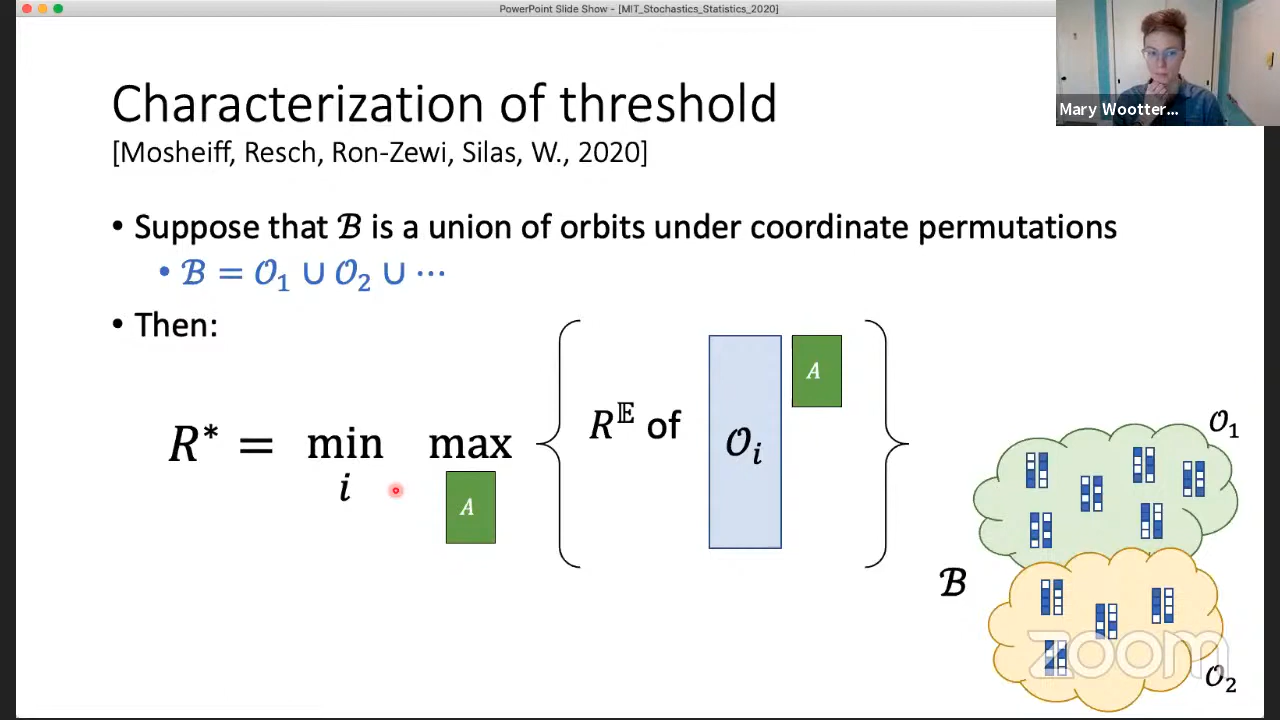 PowerPoint Slide Show - [MIT_Stochastics_Statistics_2020]
Mary Wootter...
Characterization of threshold
[Mosheiff, Resch, Ron-Zewi, Silas, W., 2020]
• Suppose that ℬ is a union of orbits under coordinate permutations
• ℬ = 𝒪₁ ∪ 𝒪₂ ∪ ⋯
• Then:
R* = min i max A { R^𝔼 of 𝒪ᵢ A }
𝒪₁
ℬ
zoom
𝒪₂